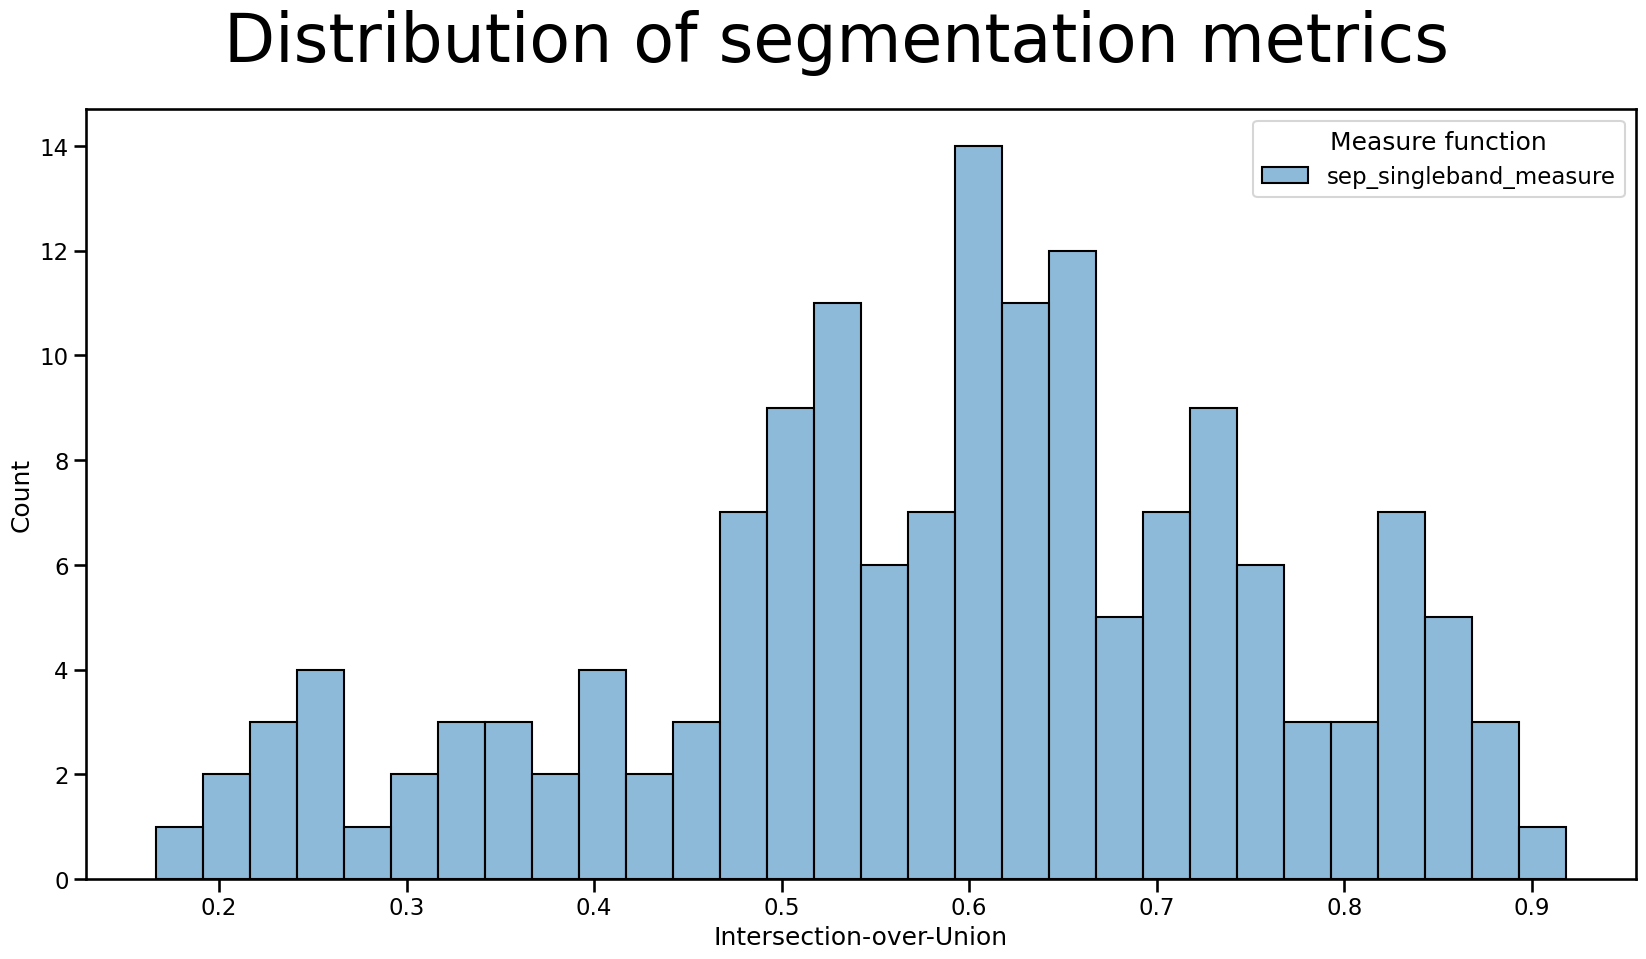 Distribution of segmentation metrics
Measure function
sep_singleband_measure
14
12
10
8
6
4
2
0
Count
0.2 0.3 0.4 0.5 0.6 0.7 0.8 0.9
Intersection-over-Union